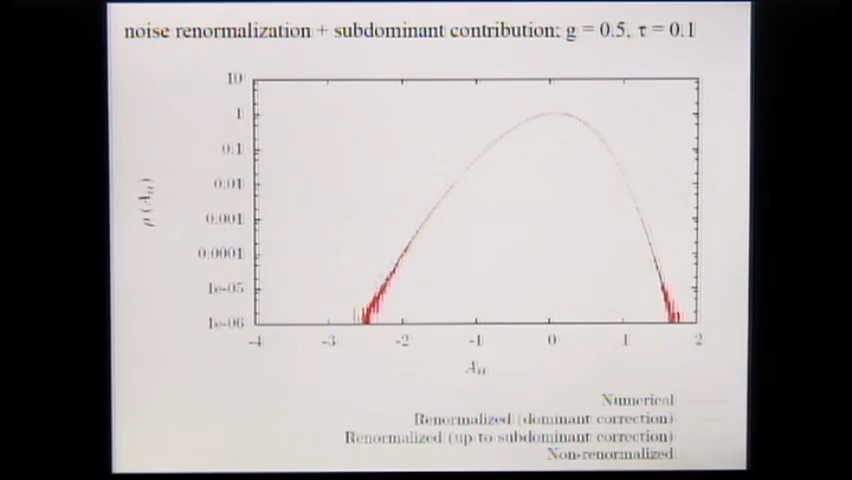 noise renormalization + subdominant contribution: g = 0.5, τ = 0.1
10
1
0.1
0.01
0.001
0.0001
1e-05
1e-06
-4 -3 -2 -1 0 1 2
Numerical
Renormalized (dominant correction)
Renormalized (up to subdominant correction)
Non-renormalized